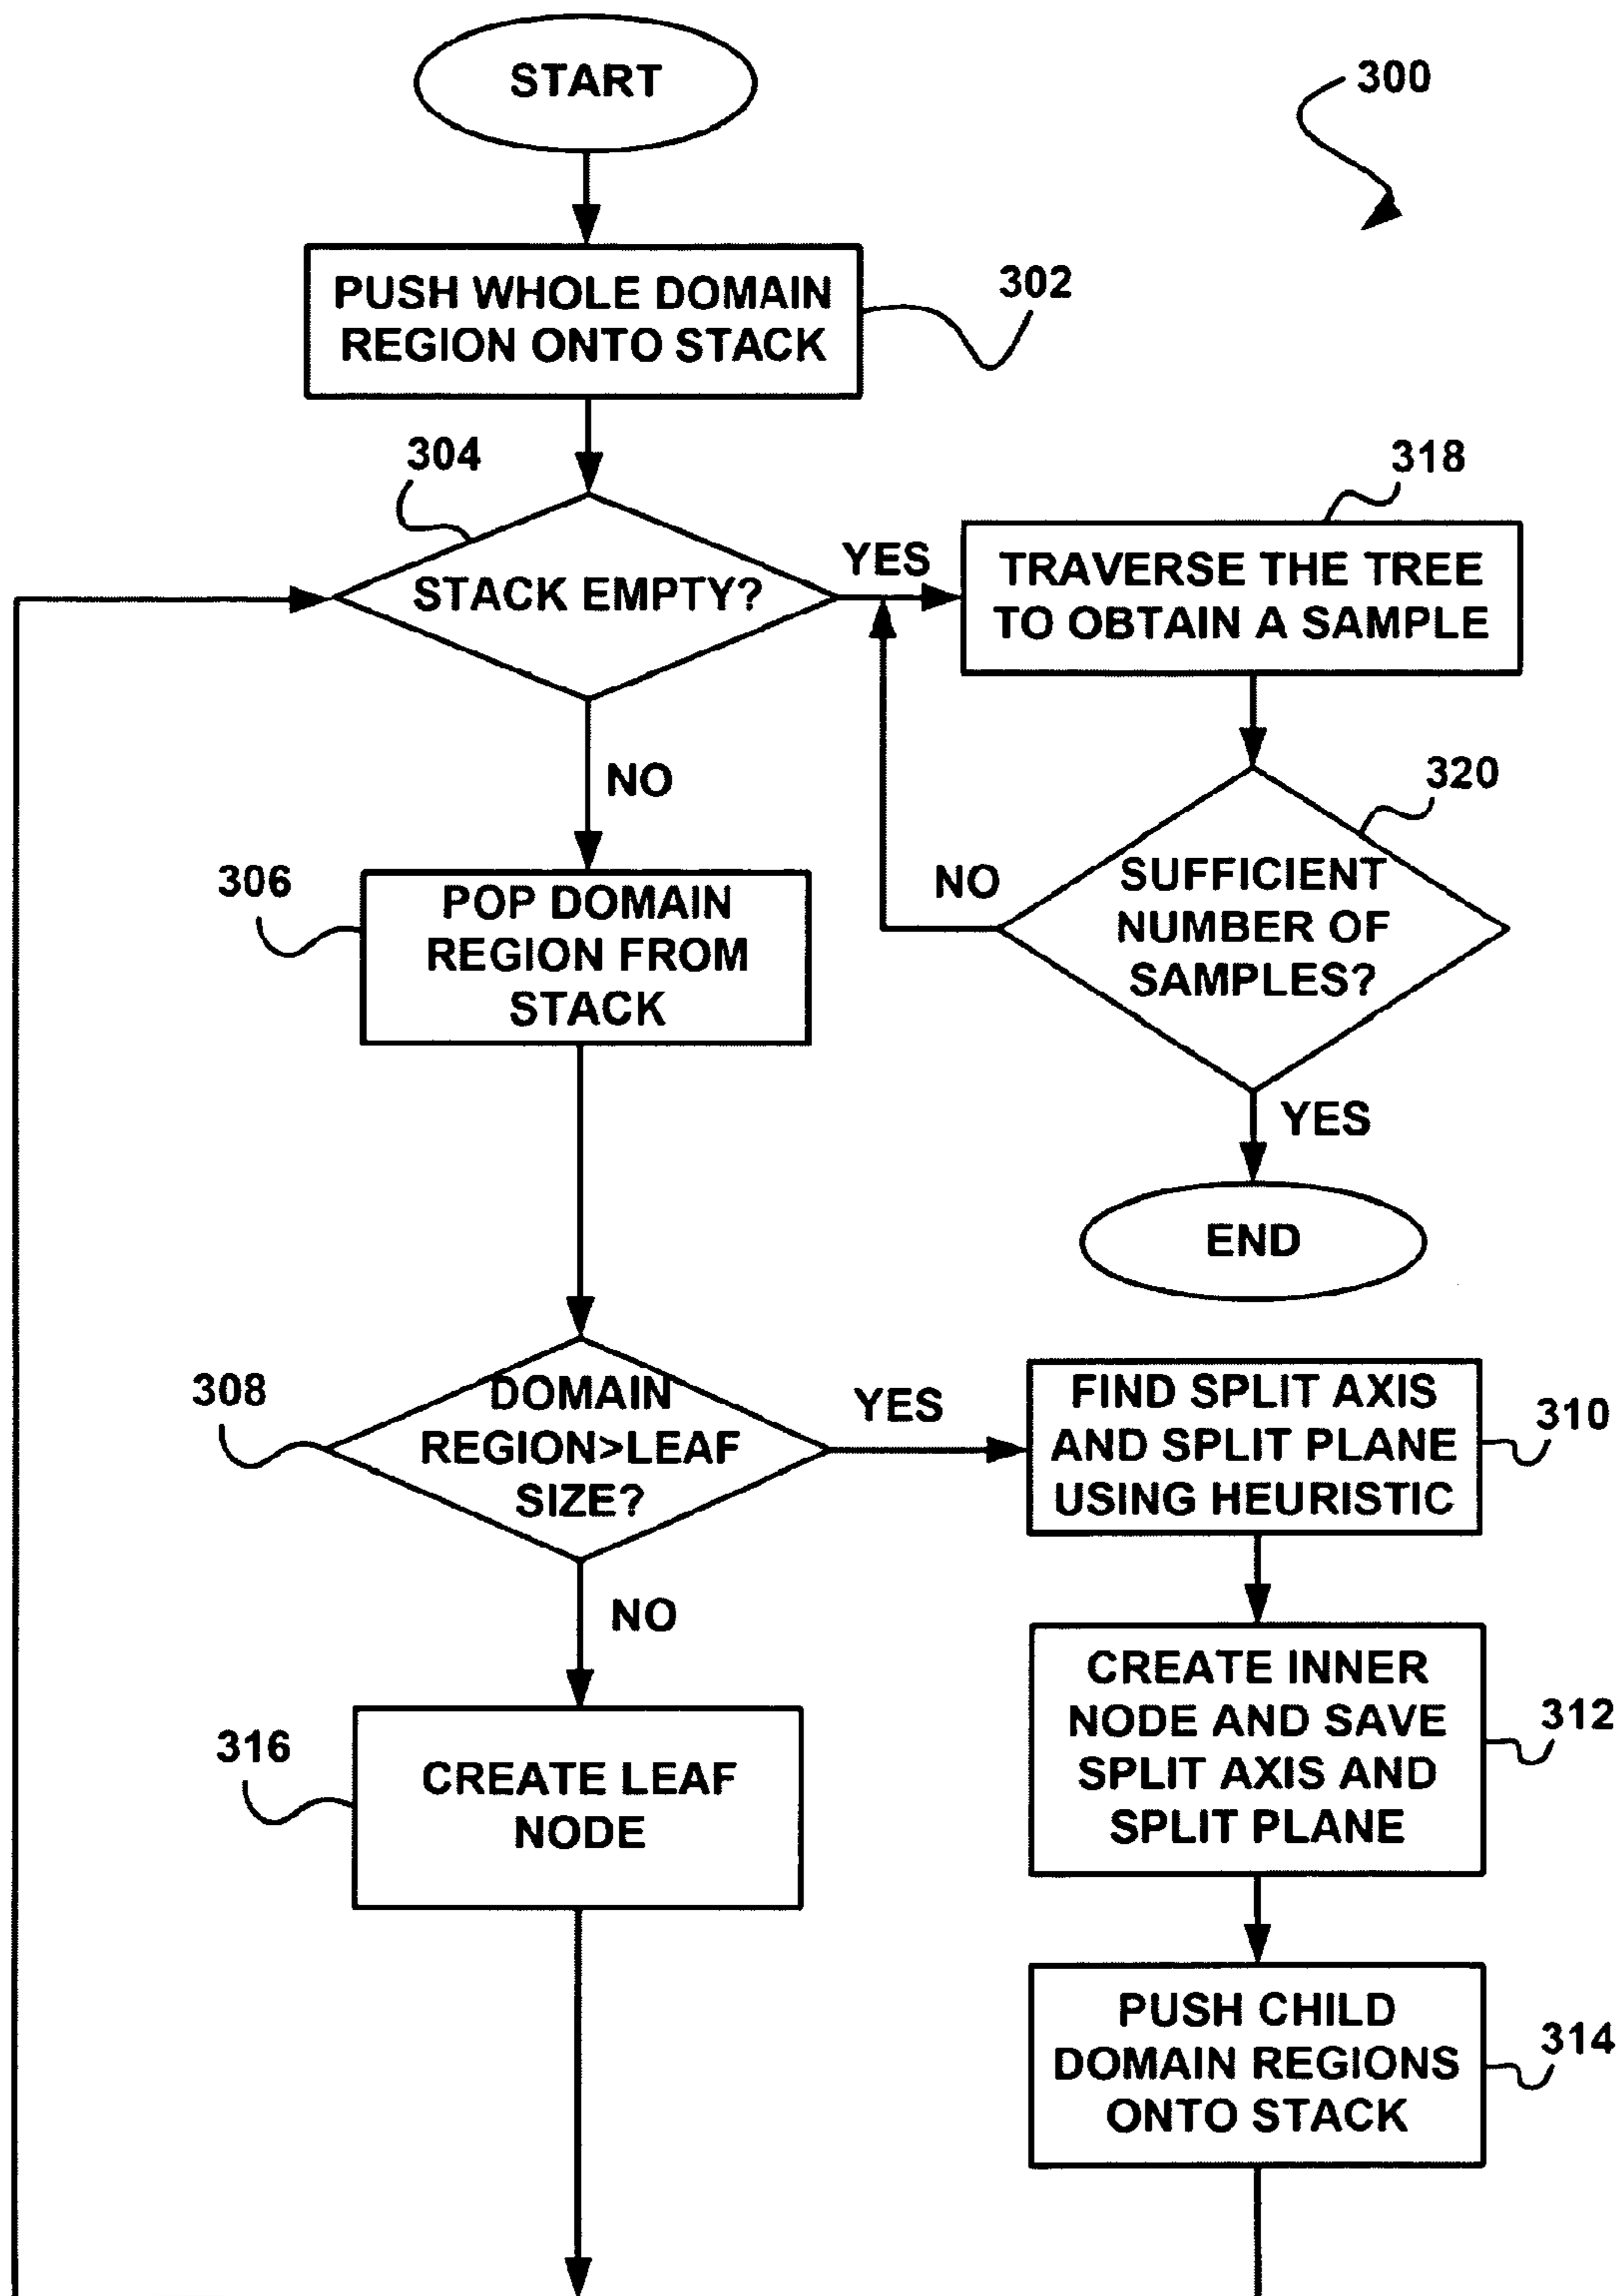 START
300
PUSH WHOLE DOMAIN
REGION ONTO STACK
302
304
STACK EMPTY?
YES
318
TRAVERSE THE TREE
TO OBTAIN A SAMPLE
NO
320
SUFFICIENT
NUMBER OF
SAMPLES?
NO
YES
END
306
POP DOMAIN
REGION FROM
STACK
308
DOMAIN
REGION>LEAF
SIZE?
YES
FIND SPLIT AXIS
AND SPLIT PLANE
USING HEURISTIC
310
NO
CREATE INNER
NODE AND SAVE
SPLIT AXIS AND
SPLIT PLANE
312
316
CREATE LEAF
NODE
PUSH CHILD
DOMAIN REGIONS
ONTO STACK
314